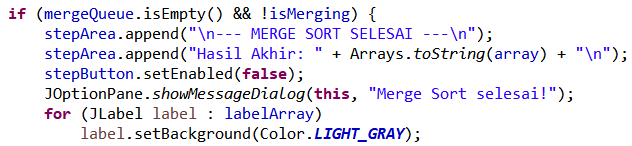 if (mergeQueue.isEmpty() && !isMerging) {
    stepArea.append("\n--- MERGE SORT SELESAI ---\n");
    stepArea.append("Hasil Akhir: " + Arrays.toString(array) + "\n");
    stepButton.setEnabled(false);
    JOptionPane.showMessageDialog(this, "Merge Sort selesai!");
    for (JLabel label : labelArray)
        label.setBackground(Color.LIGHT_GRAY);